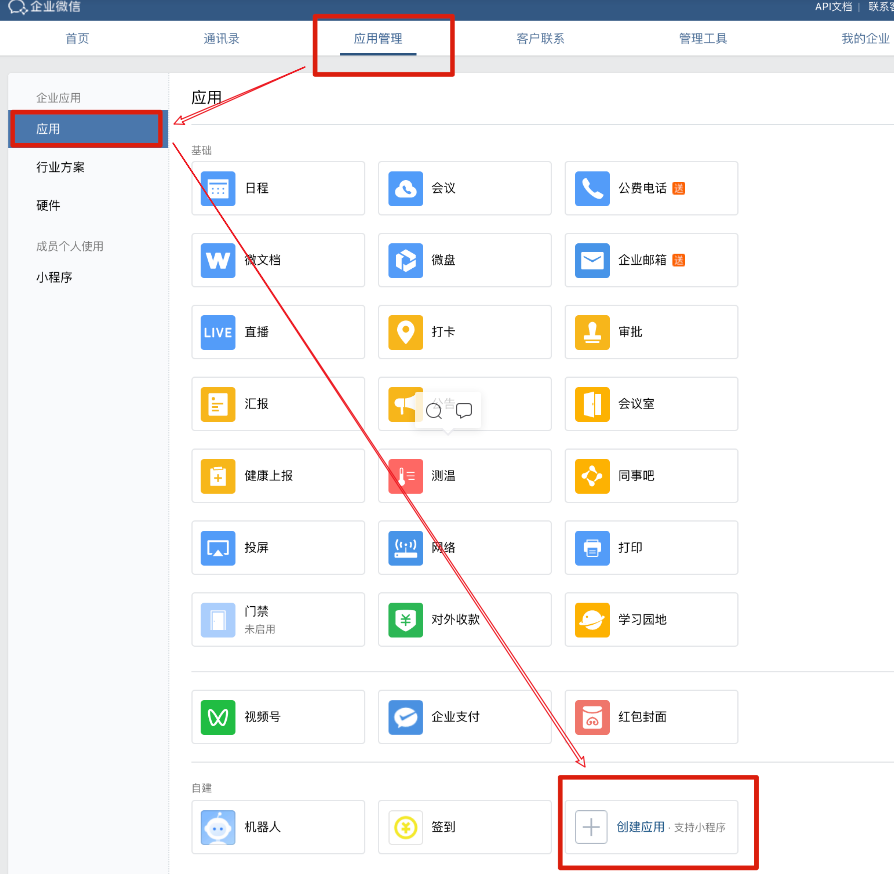 企业微信
API文档 | 联系客
首页 通讯录 应用管理 客户联系 管理工具 我的企业
企业应用
应用
行业方案
硬件
成员个人使用
小程序
应用
基础
日程 会议 公费电话 送
微文档 微盘 企业邮箱 送
LIVE 直播 打卡 审批
汇报 公告 会议室
健康上报 测温 同事吧
投屏 网络 打印
门禁 对外收款 学习园地
未启用
视频号 企业支付 红包封面
自建
机器人 签到 创建应用 · 支持小程序